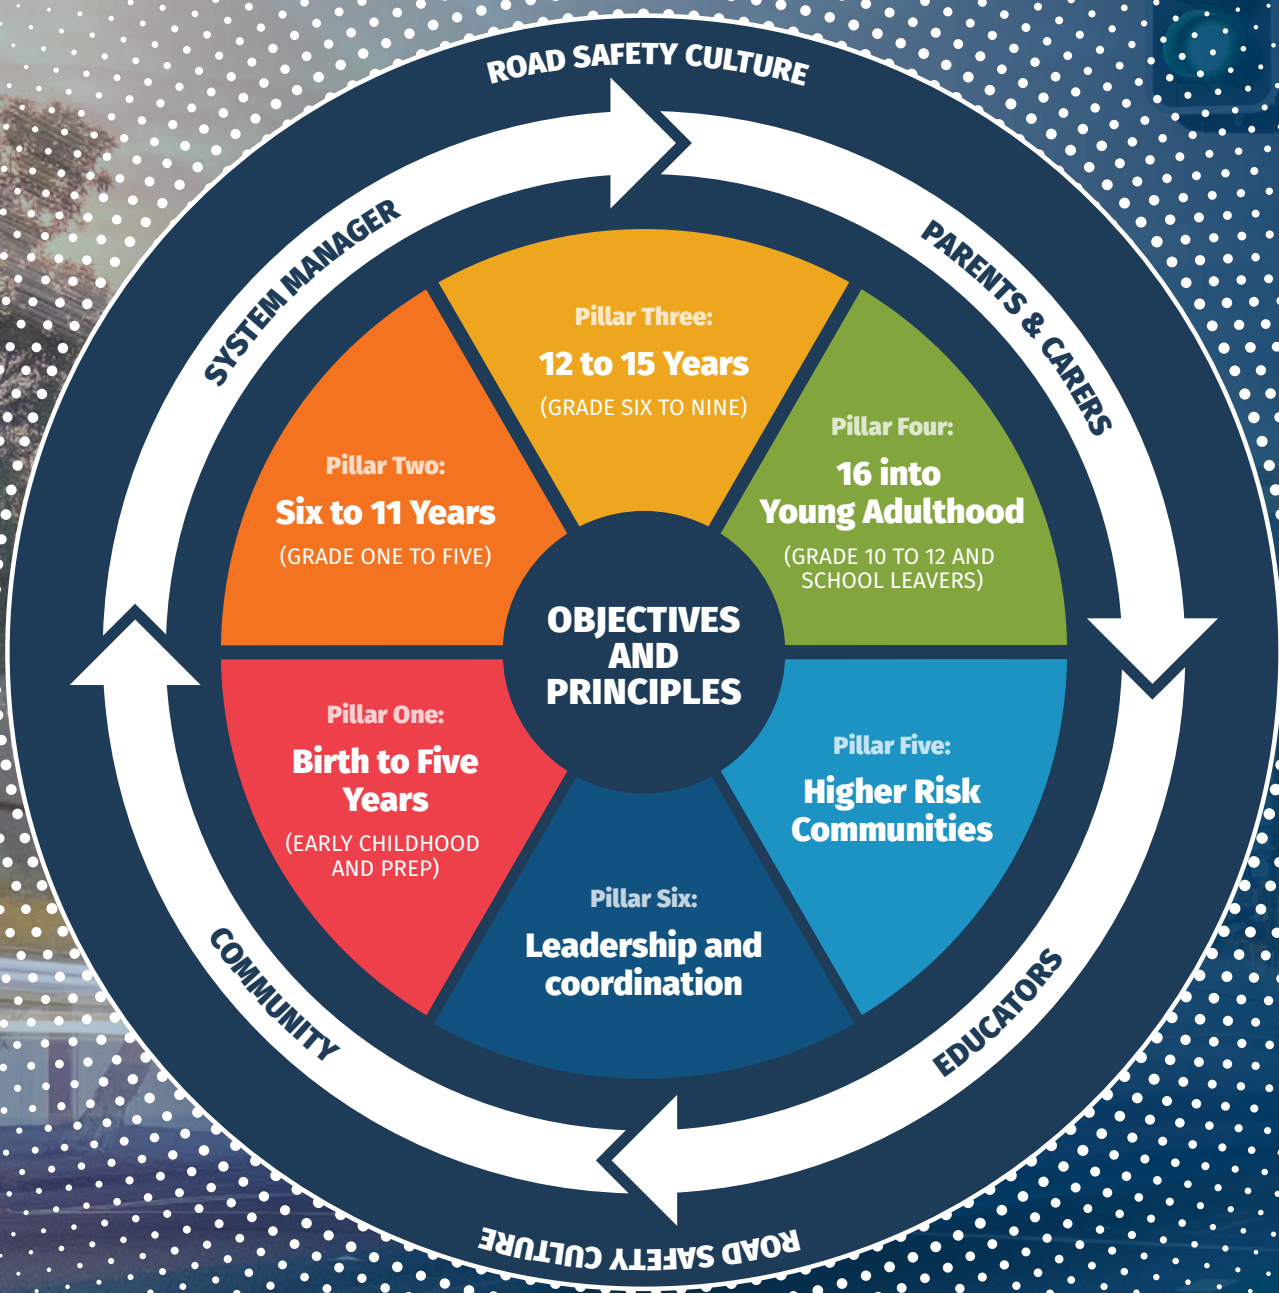 ROAD SAFETY CULTURE
SYSTEM MANAGER
PARENTS & CARERS
Pillar Three:
12 to 15 Years
(GRADE SIX TO NINE)
Pillar Two:
Six to 11 Years
(GRADE ONE TO FIVE)
Pillar Four:
16 into
Young Adulthood
(GRADE 10 TO 12 AND
SCHOOL LEAVERS)
OBJECTIVES
AND
PRINCIPLES
Pillar One:
Birth to Five
Years
(EARLY CHILDHOOD
AND PREP)
Pillar Five:
Higher Risk
Communities
Pillar Six:
Leadership and
coordination
COMMUNITY
EDUCATORS
ROAD SAFETY CULTURE